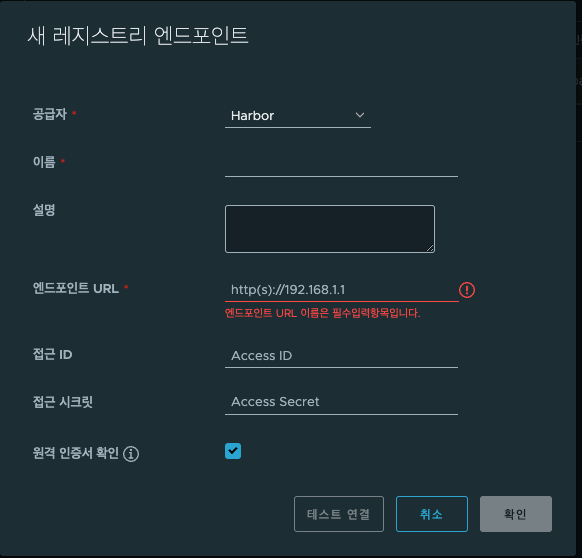 새 레지스트리 엔드포인트
공급자 *
Harbor
이름 *
설명
엔드포인트 URL *
http(s)://192.168.1.1
엔드포인트 URL 이름은 필수입력항목입니다.
접근 ID
Access ID
접근 시크릿
Access Secret
원격 인증서 확인
테스트 연결
취소
확인